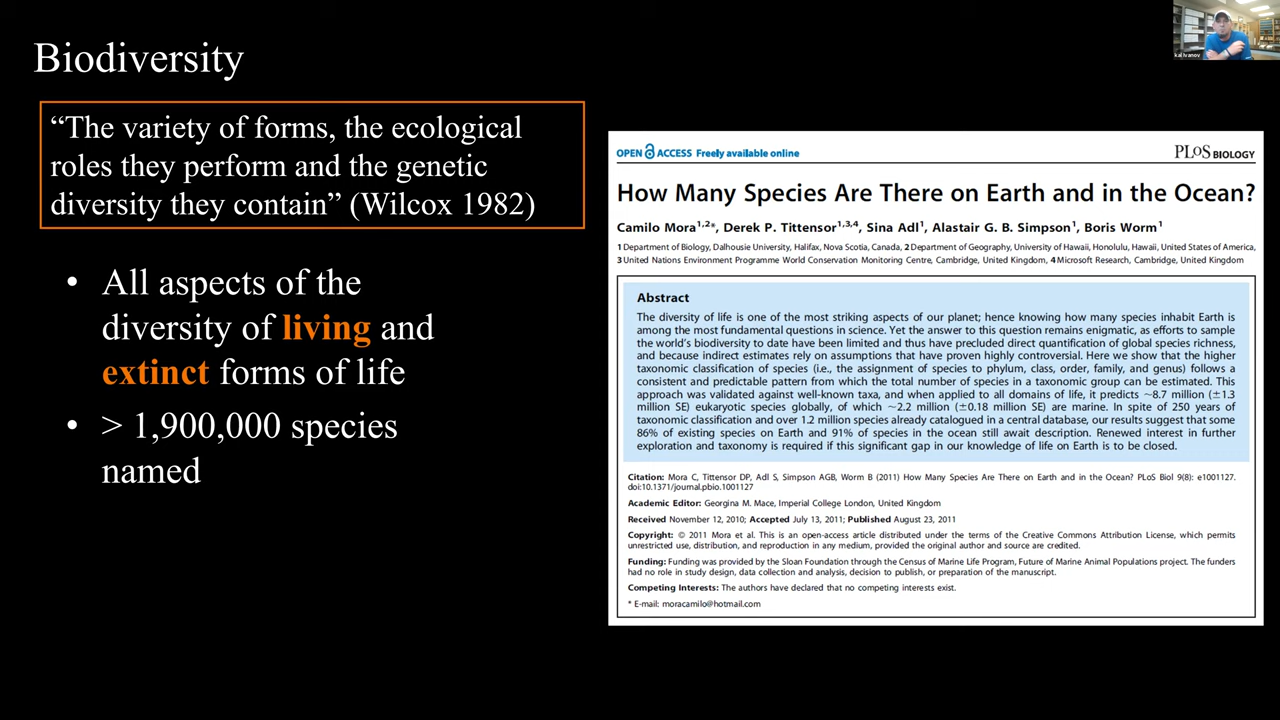 Biodiversity
“The variety of forms, the ecological
roles they perform and the genetic
diversity they contain” (Wilcox 1982)
• All aspects of the
diversity of living and
extinct forms of life
• > 1,900,000 species
named
OPEN ACCESS Freely available online
PLoS BIOLOGY
How Many Species Are There on Earth and in the Ocean?
Camilo Mora1,2*, Derek P. Tittensor1,3,4, Sina Adl1, Alastair G. B. Simpson1, Boris Worm1
1 Department of Biology, Dalhousie University, Halifax, Nova Scotia, Canada, 2 Department of Geography, University of Hawaii, Honolulu, Hawaii, United States of America,
3 United Nations Environment Programme World Conservation Monitoring Centre, Cambridge, United Kingdom, 4 Microsoft Research, Cambridge, United Kingdom
Abstract
The diversity of life is one of the most striking aspects of our planet; hence knowing how many species inhabit Earth is
among the most fundamental questions in science. Yet the answer to this question remains enigmatic, as efforts to sample
the world's biodiversity to date have been limited and thus have precluded direct quantification of global species richness,
and because indirect estimates rely on assumptions that have proven highly controversial. Here we show that the higher
taxonomic classification of species (i.e., the assignment of species to phylum, class, order, family, and genus) follows a
consistent and predictable pattern from which the total number of species in a taxonomic group can be estimated. This
approach was validated against well-known taxa, and when applied to all domains of life, it predicts ~8.7 million (±1.3
million SE) eukaryotic species globally, of which ~2.2 million (±0.18 million SE) are marine. In spite of 250 years of
taxonomic classification and over 1.2 million species already catalogued in a central database, our results suggest that some
86% of existing species on Earth and 91% of species in the ocean still await description. Renewed interest in further
exploration and taxonomy is required if this significant gap in our knowledge of life on Earth is to be closed.
Citation: Mora C, Tittensor DP, Adl S, Simpson AGB, Worm B (2011) How Many Species Are There on Earth and in the Ocean? PLoS Biol 9(8): e1001127.
doi:10.1371/journal.pbio.1001127
Academic Editor: Georgina M. Mace, Imperial College London, United Kingdom
Received November 12, 2010; Accepted July 13, 2011; Published August 23, 2011
Copyright: © 2011 Mora et al. This is an open-access article distributed under the terms of the Creative Commons Attribution License, which permits
unrestricted use, distribution, and reproduction in any medium, provided the original author and source are credited.
Funding: Funding was provided by the Sloan Foundation through the Census of Marine Life Program, Future of Marine Animal Populations project. The funders
had no role in study design, data collection and analysis, decision to publish, or preparation of the manuscript.
Competing Interests: The authors have declared that no competing interests exist.
* E-mail: moracamilo@hotmail.com
kal ivanov